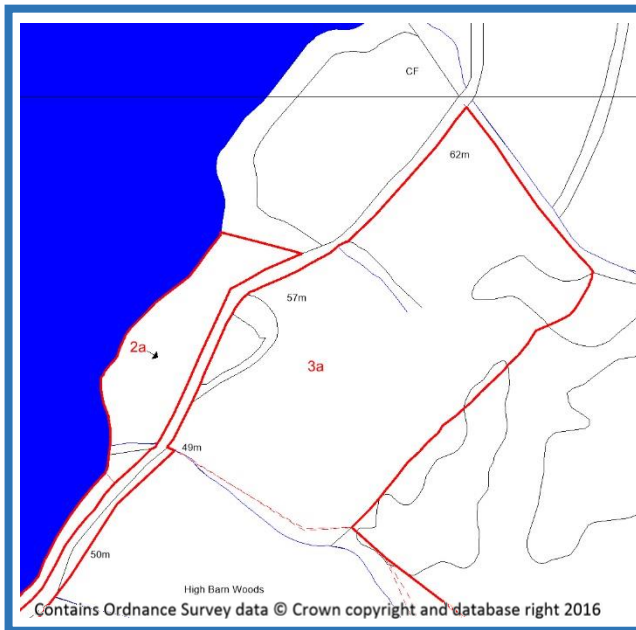 CF
62m
57m
2a
3a
49m
50m
High Barn Woods
Contains Ordnance Survey data © Crown copyright and database right 2016